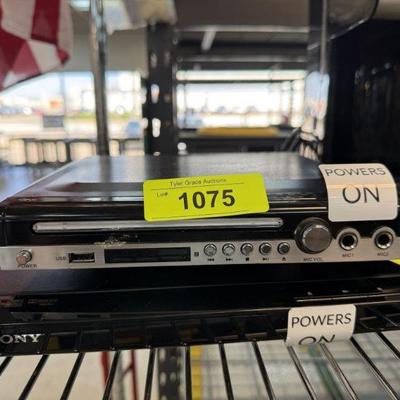 Tyler Grace Auctions
Lot# 1075
POWERS
ON
USB
POWER
MIC VOL
MIC1
MIC2
POWERS
ON
SONY